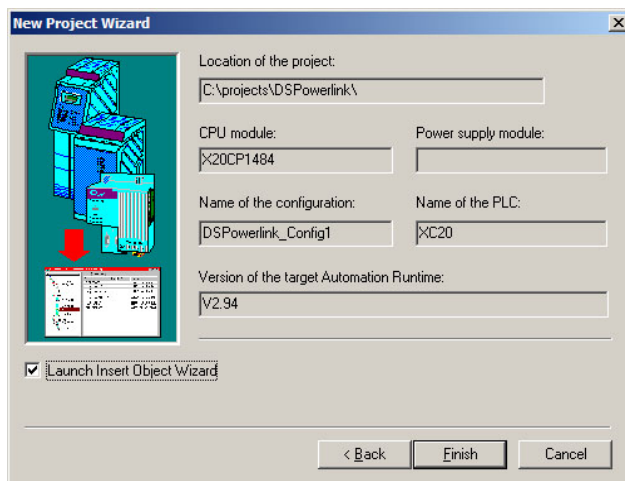 New Project Wizard
Location of the project:
C:\projects\DSPowerlink\
CPU module:
Power supply module:
X20CP1484
Name of the configuration:
Name of the PLC:
DSPowerlink_Config1
XC20
Version of the target Automation Runtime:
V2.94
Launch Insert Object Wizard
< Back
Finish
Cancel